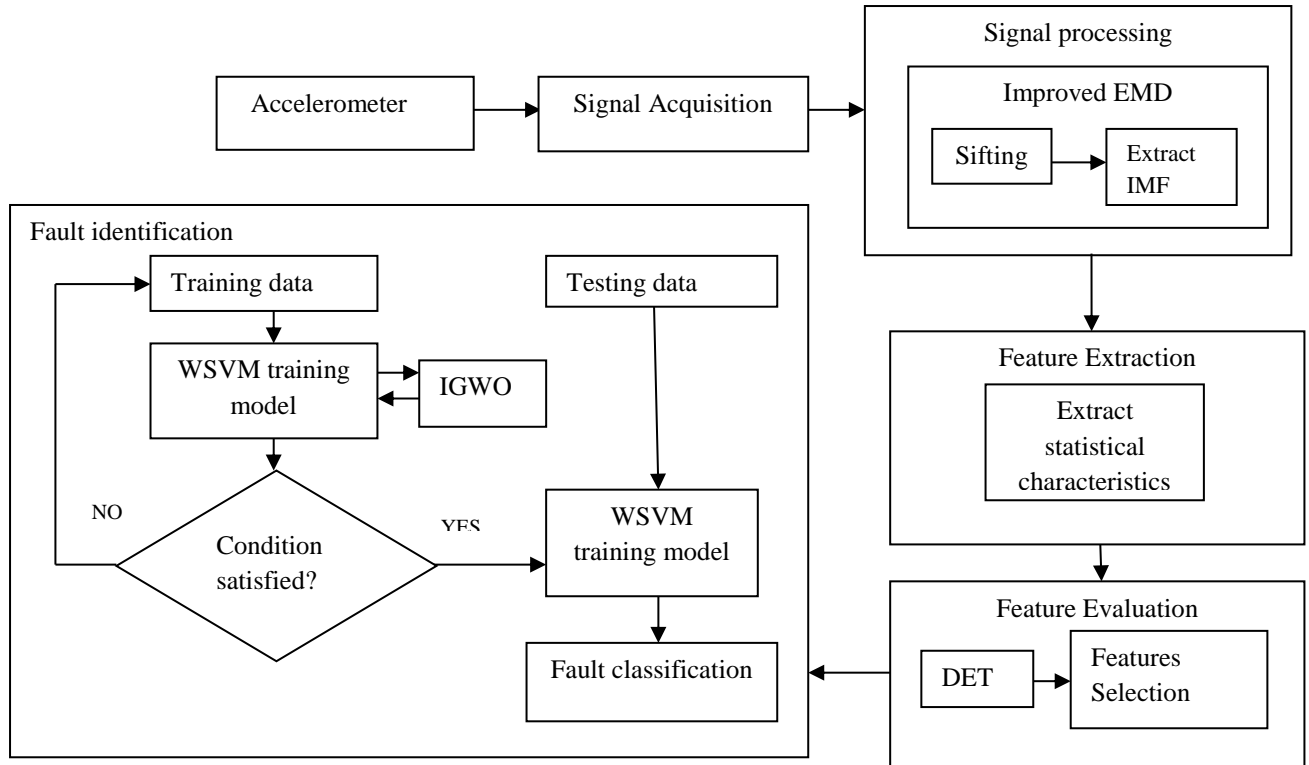 Signal processing
Accelerometer
Signal Acquisition
Improved EMD
Sifting
Extract
IMF
Fault identification
Training data
Testing data
WSVM training
model
IGWO
Feature Extraction
Extract
statistical
characteristics
NO
YES
Condition
satisfied?
WSVM
training model
Feature Evaluation
Fault classification
DET
Features
Selection